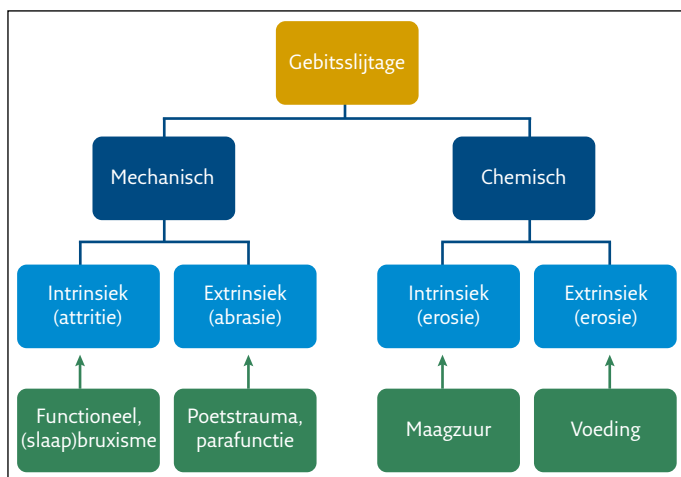 Gebitsslijtage
Mechanisch
Chemisch
Intrinsiek
(attritie)
Extrinsiek
(abrasie)
Intrinsiek
(erosie)
Extrinsiek
(erosie)
Functioneel,
(slaap)bruxisme
Poetstrauma,
parafunctie
Maagzuur
Voeding